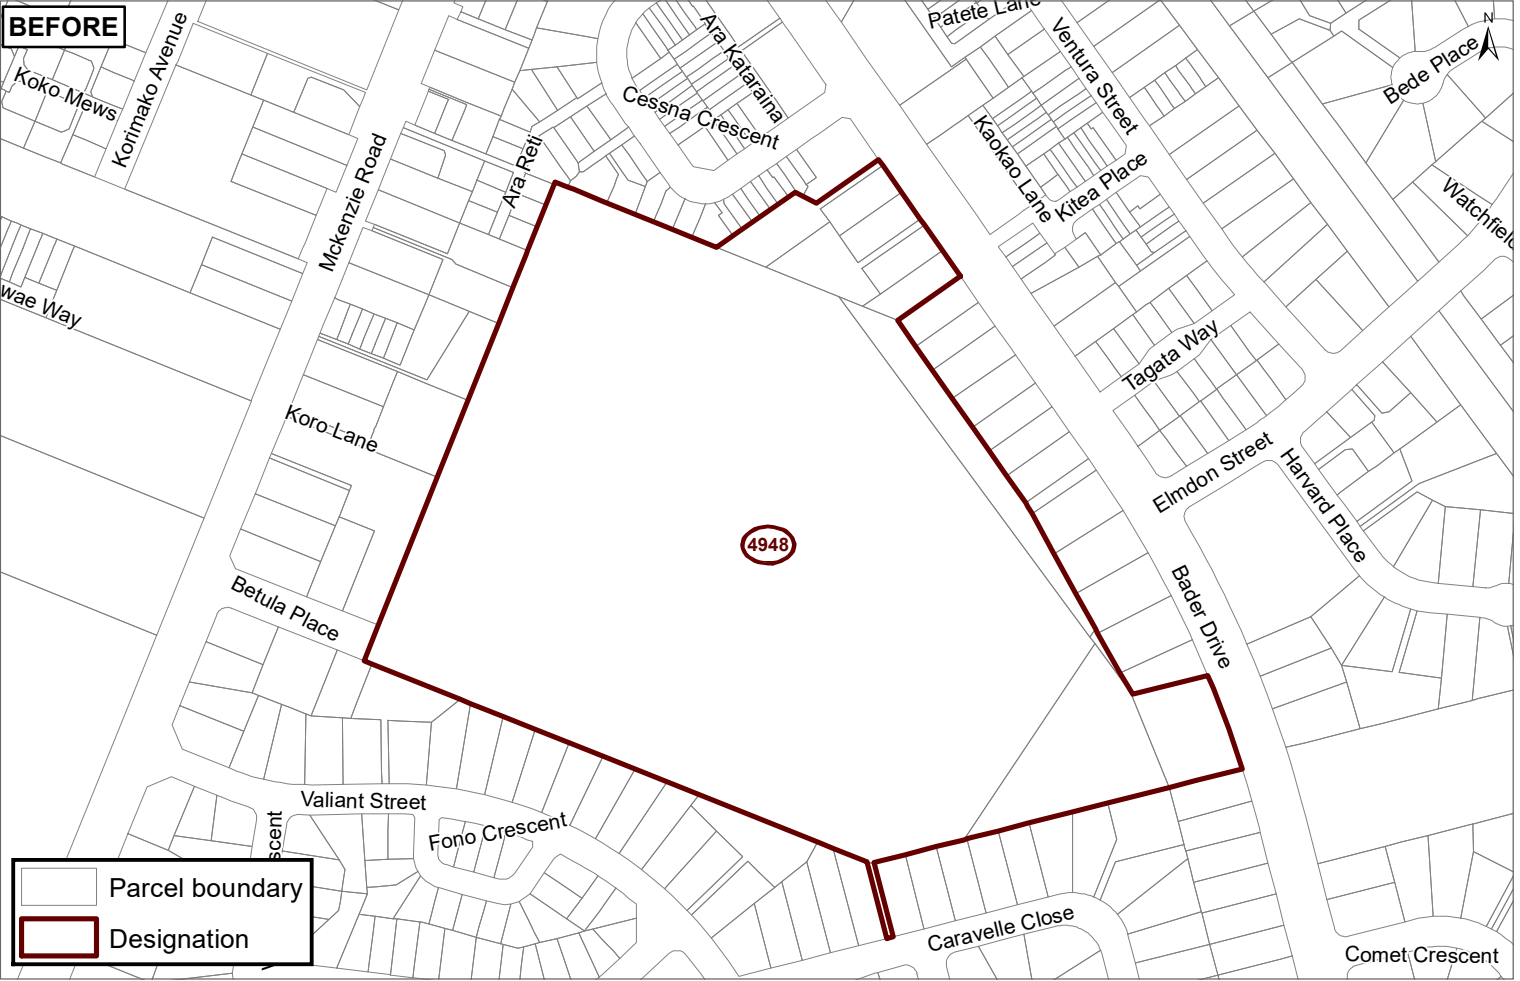 BEFORE
N
Patete Lane
Ara Kataraina
Ventura Street
Bede Place
Koko Mews
Korimako Avenue
Cessna Crescent
Mckenzie Road
Ara Reti
Kaokao Lane
Kitea Place
Watchfield
wae Way
Tagata Way
Koro Lane
Elmdon Street
Harvard Place
4948
Betula Place
Bader Drive
Valiant Street
Fono Crescent
scent
Parcel boundary
Designation
Caravelle Close
Comet Crescent